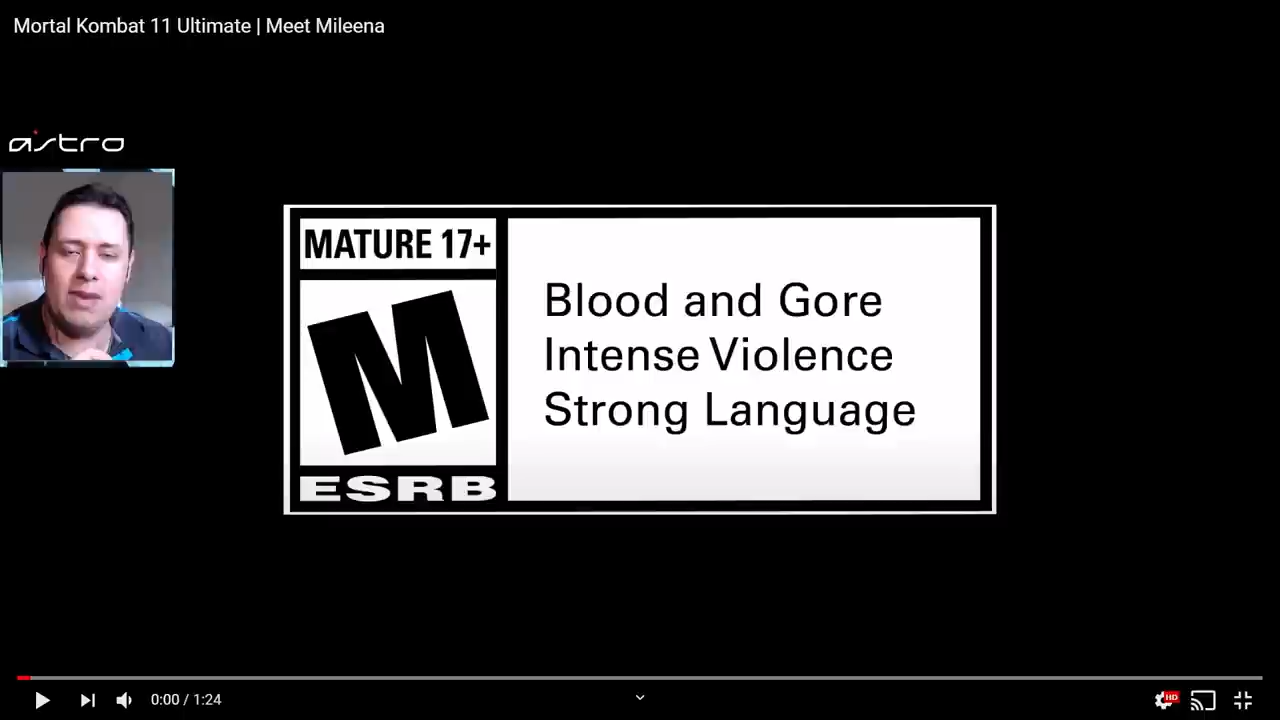 Mortal Kombat 11 Ultimate | Meet Mileena
astro
MATURE 17+
M
ESRB
Blood and Gore
Intense Violence
Strong Language
0:00 / 1:24
HD